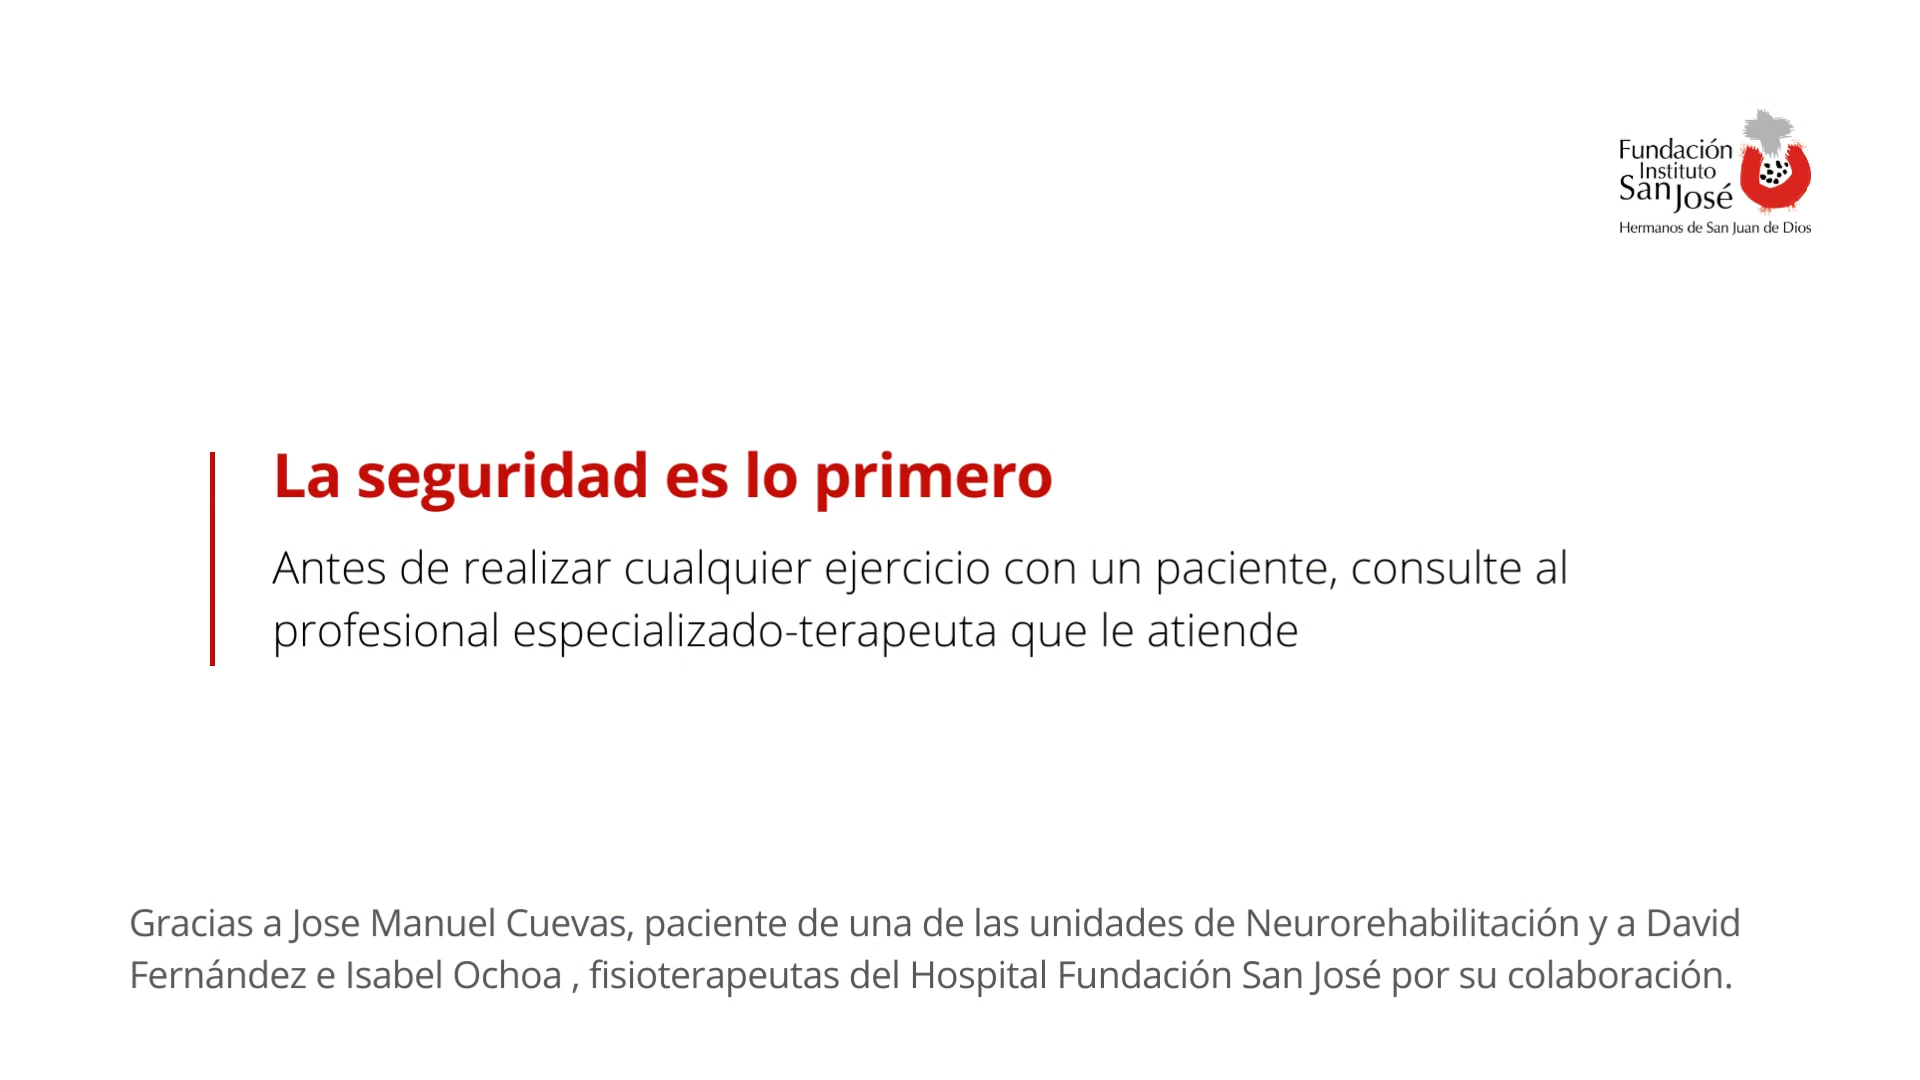 Fundación
Instituto
San José
Hermanos de San Juan de Dios
La seguridad es lo primero
Antes de realizar cualquier ejercicio con un paciente, consulte al
profesional especializado-terapeuta que le atiende
Gracias a Jose Manuel Cuevas, paciente de una de las unidades de Neurorehabilitación y a David
Fernández e Isabel Ochoa , fisioterapeutas del Hospital Fundación San José por su colaboración.